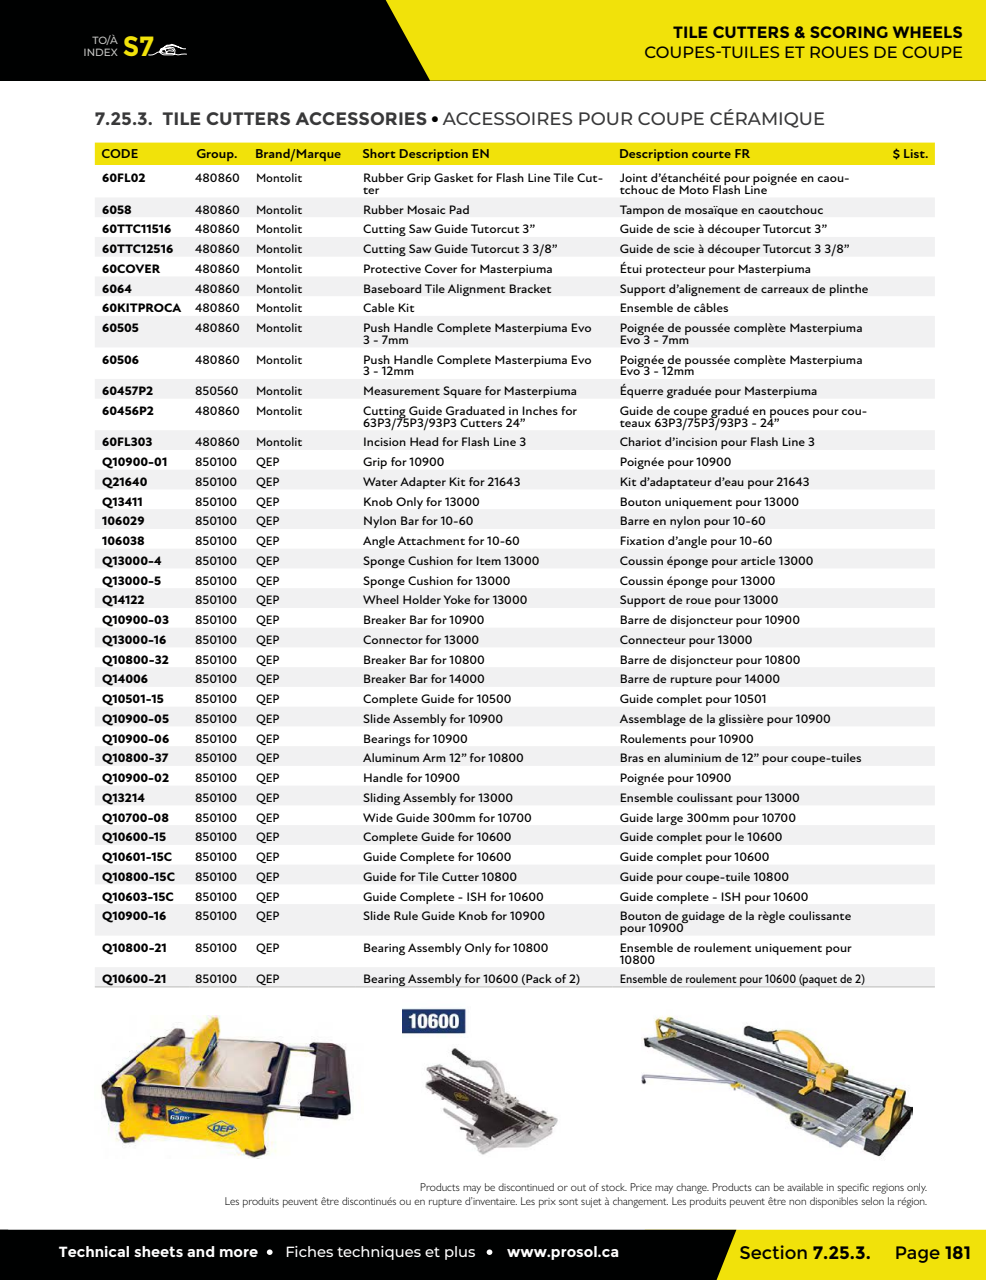 TO/À
INDEX S7
TILE CUTTERS & SCORING WHEELS
COUPES-TUILES ET ROUES DE COUPE
7.25.3. TILE CUTTERS ACCESSORIES • ACCESSOIRES POUR COUPE CÉRAMIQUE
CODE Group. Brand/Marque Short Description EN Description courte FR $ List.
60FL02 480860 Montolit Rubber Grip Gasket for Flash Line Tile Cut- Joint d’étanchéité pour poignée en caou-
ter tchouc de Moto Flash Line
6058 480860 Montolit Rubber Mosaic Pad Tampon de mosaïque en caoutchouc
60TTC11516 480860 Montolit Cutting Saw Guide Tutorcut 3” Guide de scie à découper Tutorcut 3”
60TTC12516 480860 Montolit Cutting Saw Guide Tutorcut 3 3/8” Guide de scie à découper Tutorcut 3 3/8”
60COVER 480860 Montolit Protective Cover for Masterpiuma Étui protecteur pour Masterpiuma
6064 480860 Montolit Baseboard Tile Alignment Bracket Support d’alignement de carreaux de plinthe
60KITPROCA 480860 Montolit Cable Kit Ensemble de câbles
60505 480860 Montolit Push Handle Complete Masterpiuma Evo Poignée de poussée complète Masterpiuma
3 - 7mm Evo 3 - 7mm
60506 480860 Montolit Push Handle Complete Masterpiuma Evo Poignée de poussée complète Masterpiuma
3 - 12mm Evo 3 - 12mm
60457P2 850560 Montolit Measurement Square for Masterpiuma Équerre graduée pour Masterpiuma
60456P2 480860 Montolit Cutting Guide Graduated in Inches for Guide de coupe gradué en pouces pour cou-
63P3/75P3/93P3 Cutters 24” teaux 63P3/75P3/93P3 - 24”
60FL303 480860 Montolit Incision Head for Flash Line 3 Chariot d’incision pour Flash Line 3
Q10900-01 850100 QEP Grip for 10900 Poignée pour 10900
Q21640 850100 QEP Water Adapter Kit for 21643 Kit d’adaptateur d’eau pour 21643
Q13411 850100 QEP Knob Only for 13000 Bouton uniquement pour 13000
106029 850100 QEP Nylon Bar for 10-60 Barre en nylon pour 10-60
106038 850100 QEP Angle Attachment for 10-60 Fixation d’angle pour 10-60
Q13000-4 850100 QEP Sponge Cushion for Item 13000 Coussin éponge pour article 13000
Q13000-5 850100 QEP Sponge Cushion for 13000 Coussin éponge pour 13000
Q14122 850100 QEP Wheel Holder Yoke for 13000 Support de roue pour 13000
Q10900-03 850100 QEP Breaker Bar for 10900 Barre de disjoncteur pour 10900
Q13000-16 850100 QEP Connector for 13000 Connecteur pour 13000
Q10800-32 850100 QEP Breaker Bar for 10800 Barre de disjoncteur pour 10800
Q14006 850100 QEP Breaker Bar for 14000 Barre de rupture pour 14000
Q10501-15 850100 QEP Complete Guide for 10500 Guide complet pour 10501
Q10900-05 850100 QEP Slide Assembly for 10900 Assemblage de la glissière pour 10900
Q10900-06 850100 QEP Bearings for 10900 Roulements pour 10900
Q10800-37 850100 QEP Aluminum Arm 12” for 10800 Bras en aluminium de 12” pour coupe-tuiles
Q10900-02 850100 QEP Handle for 10900 Poignée pour 10900
Q13214 850100 QEP Sliding Assembly for 13000 Ensemble coulissant pour 13000
Q10700-08 850100 QEP Wide Guide 300mm for 10700 Guide large 300mm pour 10700
Q10600-15 850100 QEP Complete Guide for 10600 Guide complet pour le 10600
Q10601-15C 850100 QEP Guide Complete for 10600 Guide complet pour 10600
Q10800-15C 850100 QEP Guide for Tile Cutter 10800 Guide pour coupe-tuile 10800
Q10603-15C 850100 QEP Guide Complete - ISH for 10600 Guide complete - ISH pour 10600
Q10900-16 850100 QEP Slide Rule Guide Knob for 10900 Bouton de guidage de la règle coulissante
pour 10900
Q10800-21 850100 QEP Bearing Assembly Only for 10800 Ensemble de roulement uniquement pour
10800
Q10600-21 850100 QEP Bearing Assembly for 10600 (Pack of 2) Ensemble de roulement pour 10600 (paquet de 2)
10600
QEP
Products may be discontinued or out of stock. Price may change. Products can be available in specific regions only.
Les produits peuvent être discontinués ou en rupture d’inventaire. Les prix sont sujet à changement. Les produits peuvent être non disponibles selon la région.
Technical sheets and more • Fiches techniques et plus • www.prosol.ca
Section 7.25.3. Page 181